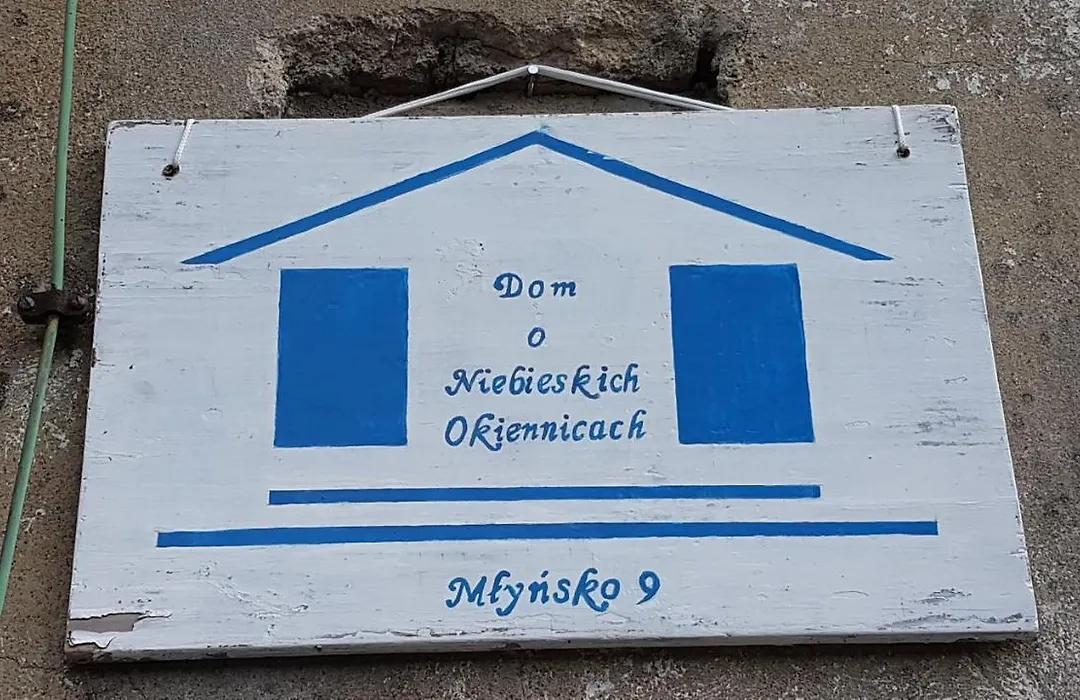 Dom
o
Niebieskich
Okiennicach
Młyńsko 9